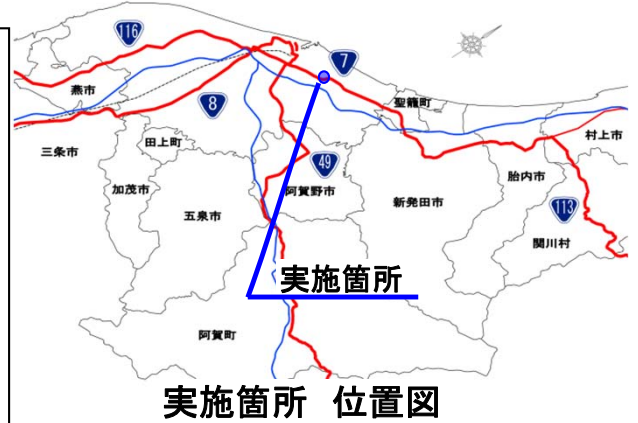 116
7
燕市
8
聖籠町
三条市
田上町
村上市
加茂市
49
阿賀野市
胎内市
五泉市
新発田市
113
関川村
実施箇所
阿賀町
実施箇所 位置図